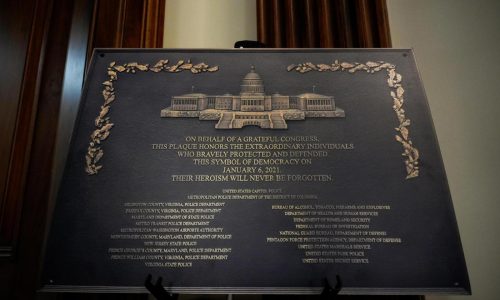 ON BEHALF OF A GRATEFUL CONGRESS,
THIS PLAQUE HONORS THE EXTRAORDINARY INDIVIDUALS
WHO BRAVELY PROTECTED AND DEFENDED
THIS SYMBOL OF DEMOCRACY ON
JANUARY 6, 2021.
THEIR HEROISM WILL NEVER BE FORGOTTEN.
UNITED STATES CAPITOL POLICE
METROPOLITAN POLICE DEPARTMENT OF THE DISTRICT OF COLUMBIA
ARLINGTON COUNTY, VIRGINIA, POLICE DEPARTMENT
FAIRFAX COUNTY, VIRGINIA, POLICE DEPARTMENT
MARYLAND DEPARTMENT OF STATE POLICE
METRO TRANSIT POLICE DEPARTMENT
METROPOLITAN WASHINGTON AIRPORTS AUTHORITY
MONTGOMERY COUNTY, MARYLAND, DEPARTMENT OF POLICE
NEW JERSEY STATE POLICE
PRINCE GEORGE'S COUNTY, MARYLAND, POLICE DEPARTMENT
PRINCE WILLIAM COUNTY, VIRGINIA, POLICE DEPARTMENT
VIRGINIA STATE POLICE
BUREAU OF ALCOHOL, TOBACCO, FIREARMS AND EXPLOSIVES
DEPARTMENT OF HEALTH AND HUMAN SERVICES
DEPARTMENT OF HOMELAND SECURITY
FEDERAL BUREAU OF INVESTIGATION
NATIONAL GUARD BUREAU, DEPARTMENT OF DEFENSE
PENTAGON FORCE PROTECTION AGENCY, DEPARTMENT OF DEFENSE
UNITED STATES MARSHALS SERVICE
UNITED STATES PARK POLICE
UNITED STATES SECRET SERVICE